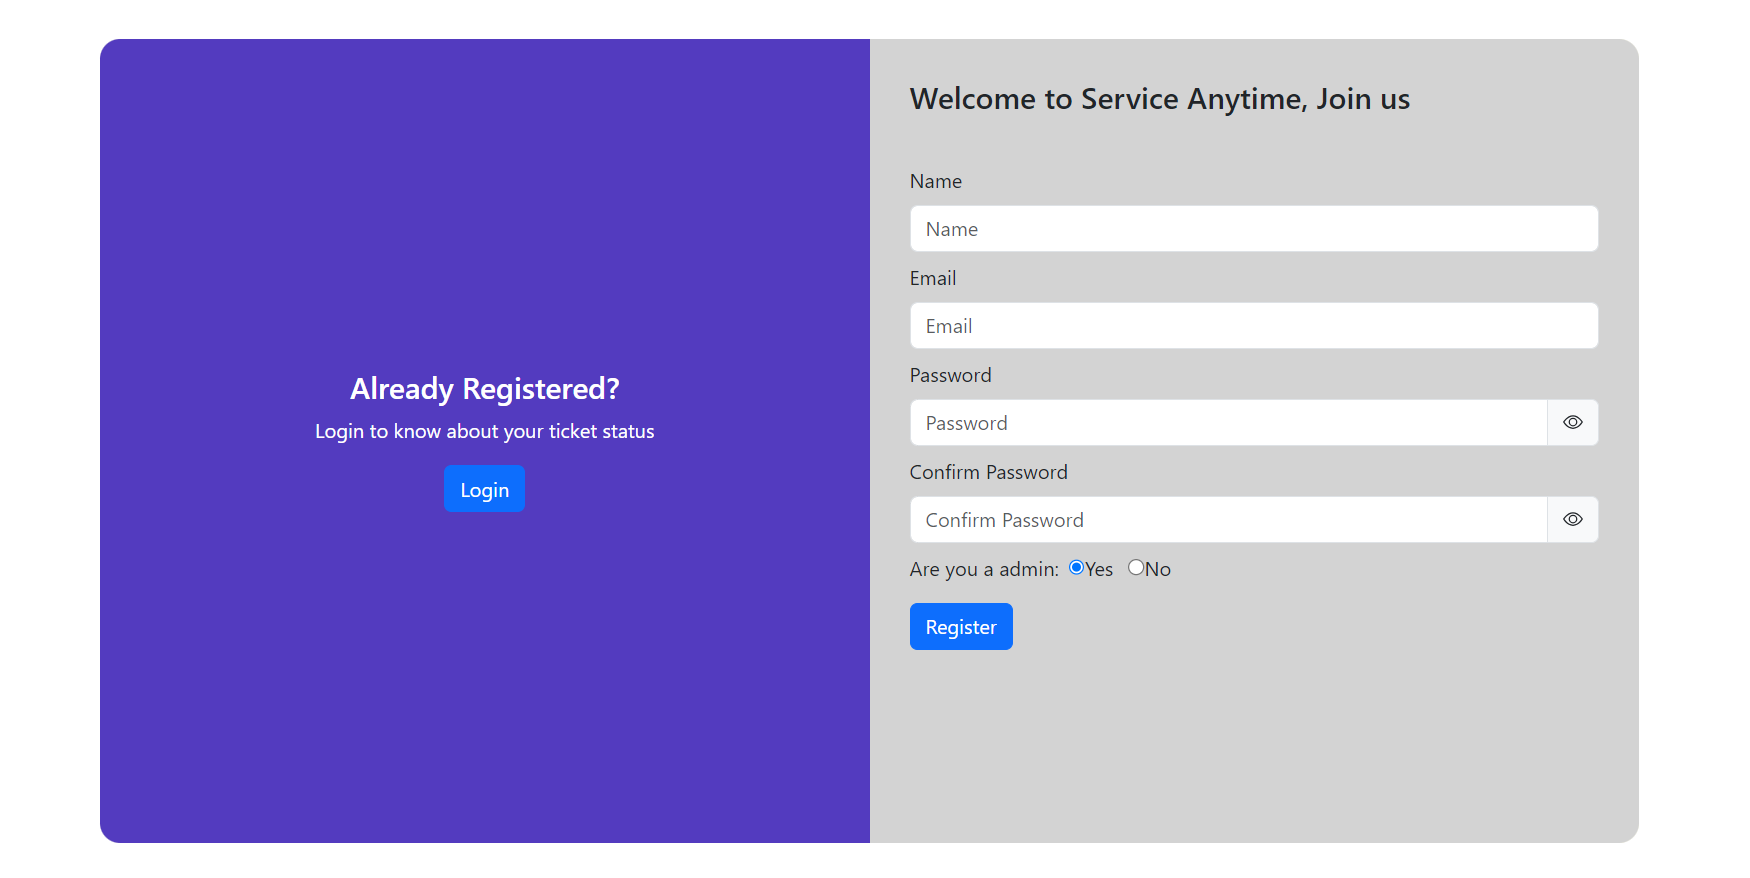 Already Registered?
Login to know about your ticket status
Login
Welcome to Service Anytime, Join us
Name
Name
Email
Email
Password
Password
Confirm Password
Confirm Password
Are you a admin: Yes No
Register